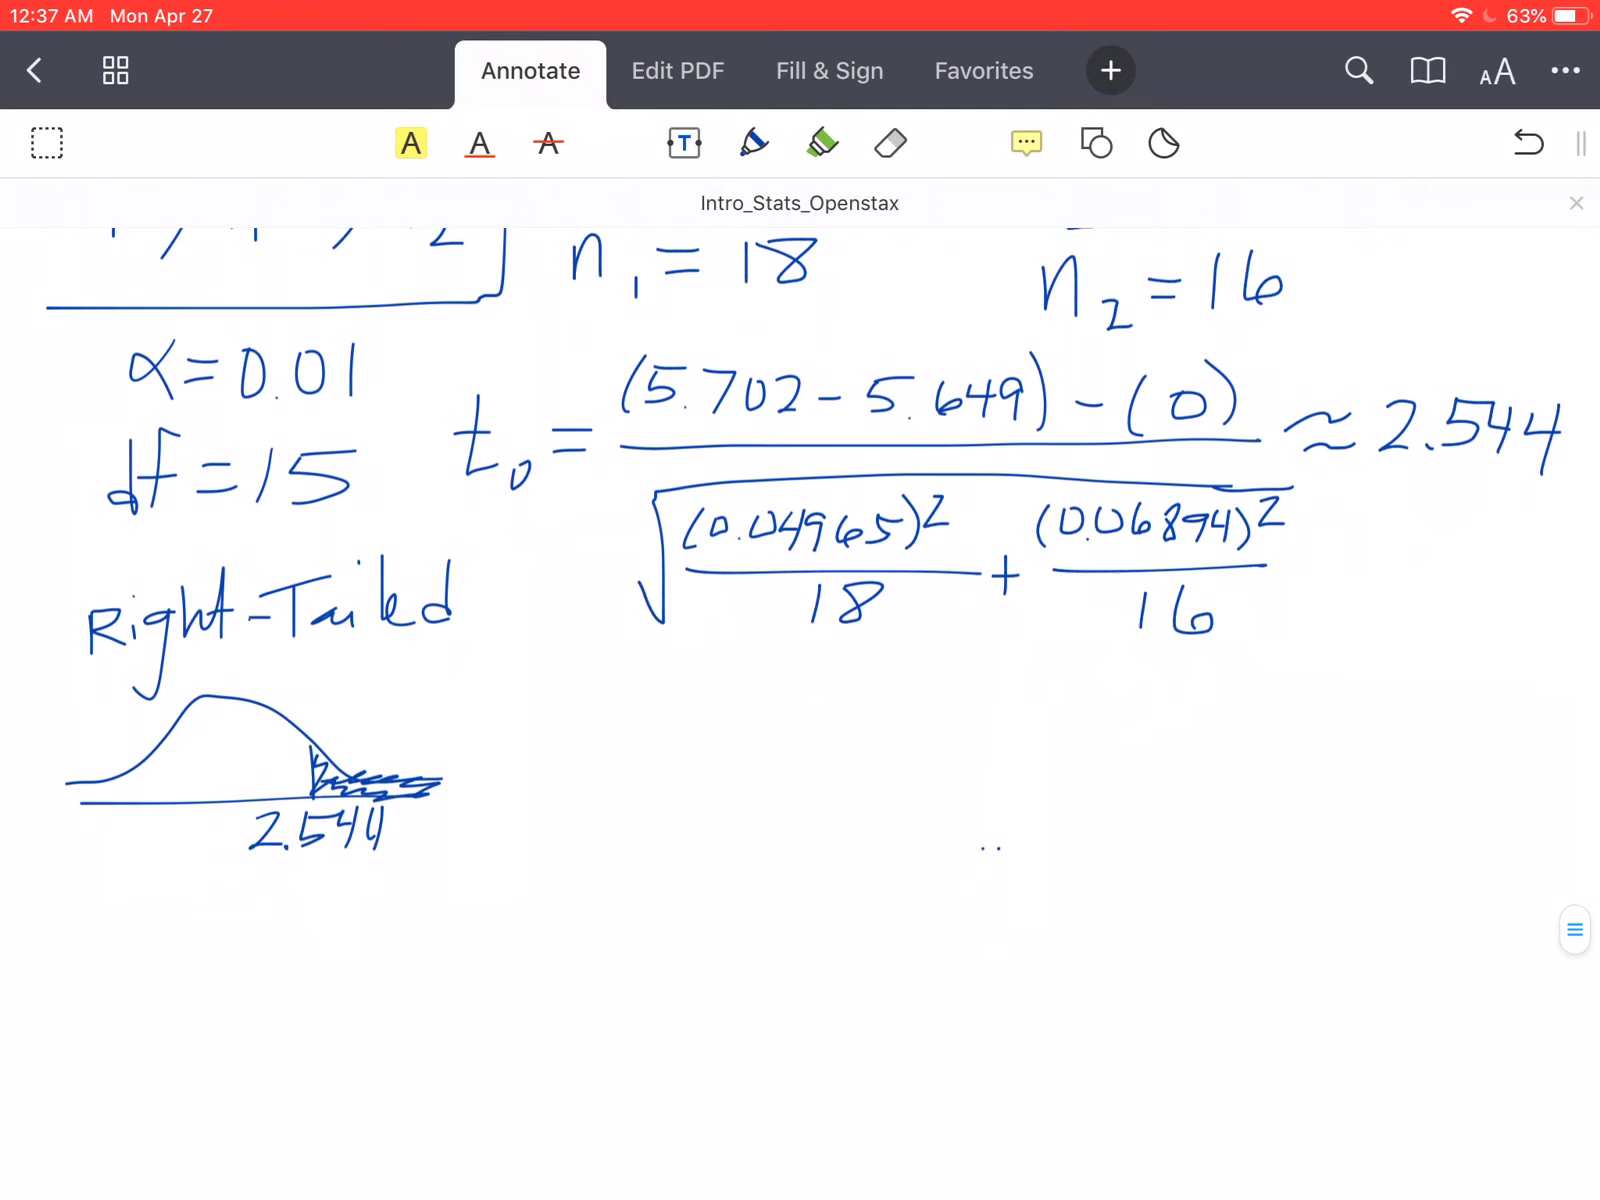 12:37 AM Mon Apr 27 63%
Annotate Edit PDF Fill & Sign Favorites
Intro_Stats_Openstax
n₁ = 18 n₂ = 16
α = 0.01
df = 15
t₀ = ((5.702 - 5.649) - (0)) / √((0.04965)²/18 + (0.06894)²/16) ≈ 2.544
Right-Tailed
2.544